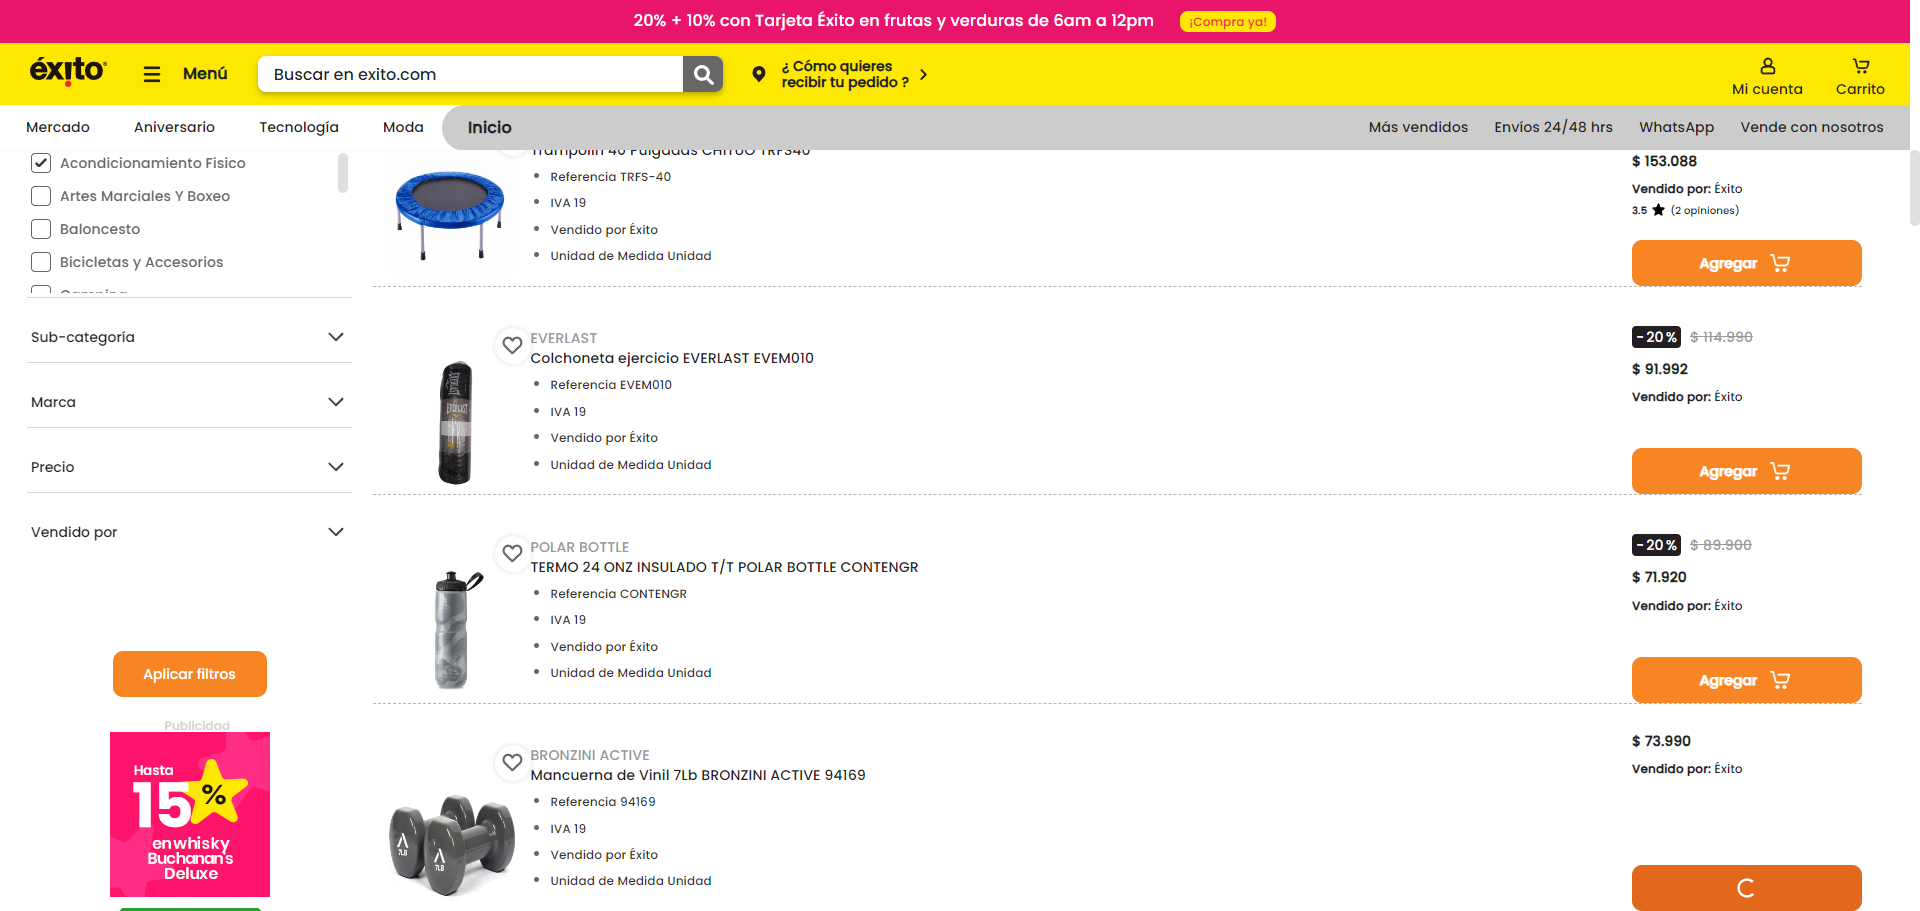 20% + 10% con Tarjeta Éxito en frutas y verduras de 6am a 12pm
¡Compra ya!
éxito
Menú
Buscar en exito.com
¿ Cómo quieres
recibir tu pedido ?
Mi cuenta
Carrito
Mercado
Aniversario
Tecnología
Moda
Inicio
Más vendidos
Envíos 24/48 hrs
WhatsApp
Vende con nosotros
Acondicionamiento Fisico
Artes Marciales Y Boxeo
Baloncesto
Bicicletas y Accesorios
Camping
Sub-categoría
Marca
Precio
Vendido por
Aplicar filtros
Publicidad
Hasta
15%
en whisky
Buchanan's
Deluxe
Trampolin 40 Pulgadas CHITUO TRFS40
Referencia TRFS-40
IVA 19
Vendido por Éxito
Unidad de Medida Unidad
$ 153.088
Vendido por: Éxito
3.5 (2 opiniones)
Agregar
EVERLAST
Colchoneta ejercicio EVERLAST EVEM010
Referencia EVEM010
IVA 19
Vendido por Éxito
Unidad de Medida Unidad
-20% $ 114.990
$ 91.992
Vendido por: Éxito
Agregar
POLAR BOTTLE
TERMO 24 ONZ INSULADO T/T POLAR BOTTLE CONTENGR
Referencia CONTENGR
IVA 19
Vendido por Éxito
Unidad de Medida Unidad
-20% $ 89.900
$ 71.920
Vendido por: Éxito
Agregar
BRONZINI ACTIVE
Mancuerna de Vinil 7Lb BRONZINI ACTIVE 94169
Referencia 94169
IVA 19
Vendido por Éxito
Unidad de Medida Unidad
7LB
7LB
$ 73.990
Vendido por: Éxito